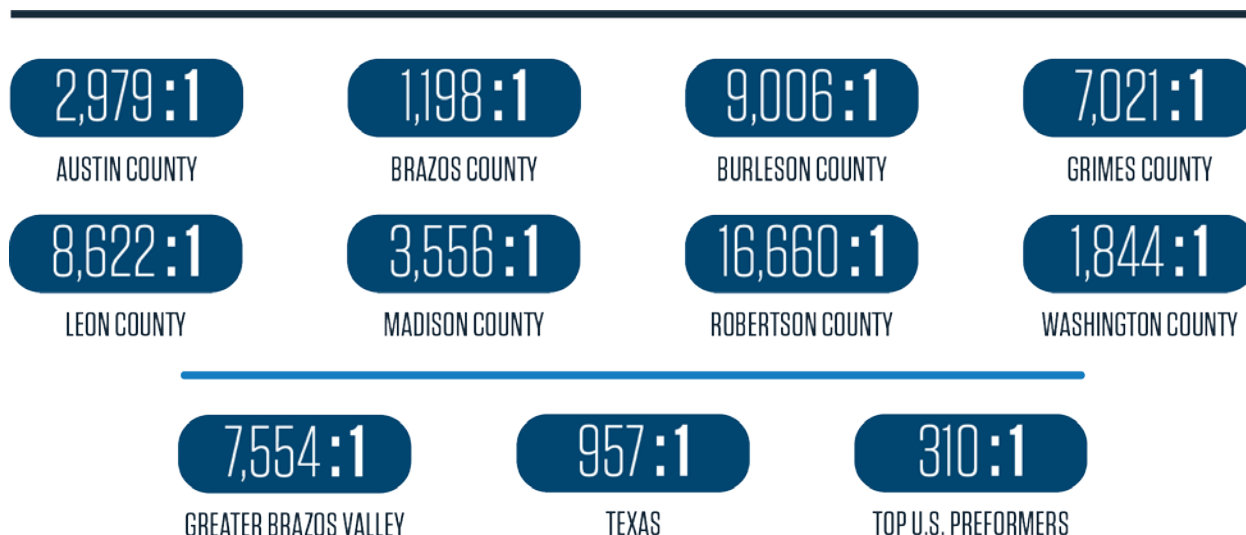 2,979:1 1,198:1 9,006:1 7,021:1
AUSTIN COUNTY BRAZOS COUNTY BURLESON COUNTY GRIMES COUNTY
8,622:1 3,556:1 16,660:1 1,844:1
LEON COUNTY MADISON COUNTY ROBERTSON COUNTY WASHINGTON COUNTY
7,554:1 957:1 310:1
GREATER BRAZOS VALLEY TEXAS TOP U.S. PREFORMERS